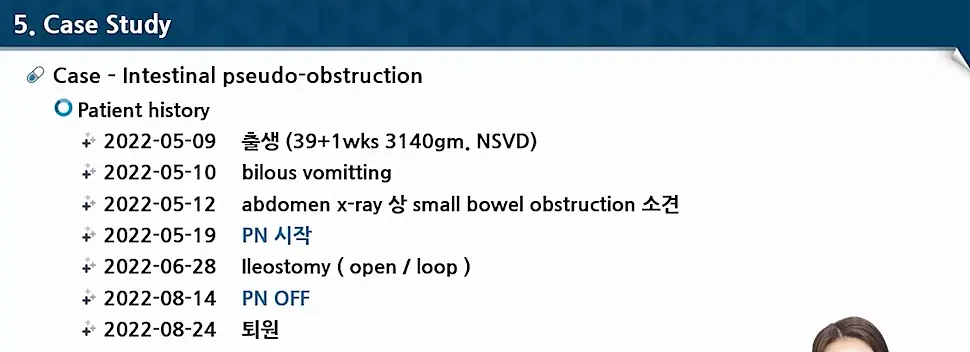 5. Case Study
Case - Intestinal pseudo-obstruction
Patient history
2022-05-09 출생 (39+1wks 3140gm. NSVD)
2022-05-10 bilous vomitting
2022-05-12 abdomen x-ray 상 small bowel obstruction 소견
2022-05-19 PN 시작
2022-06-28 Ileostomy ( open / loop )
2022-08-14 PN OFF
2022-08-24 퇴원